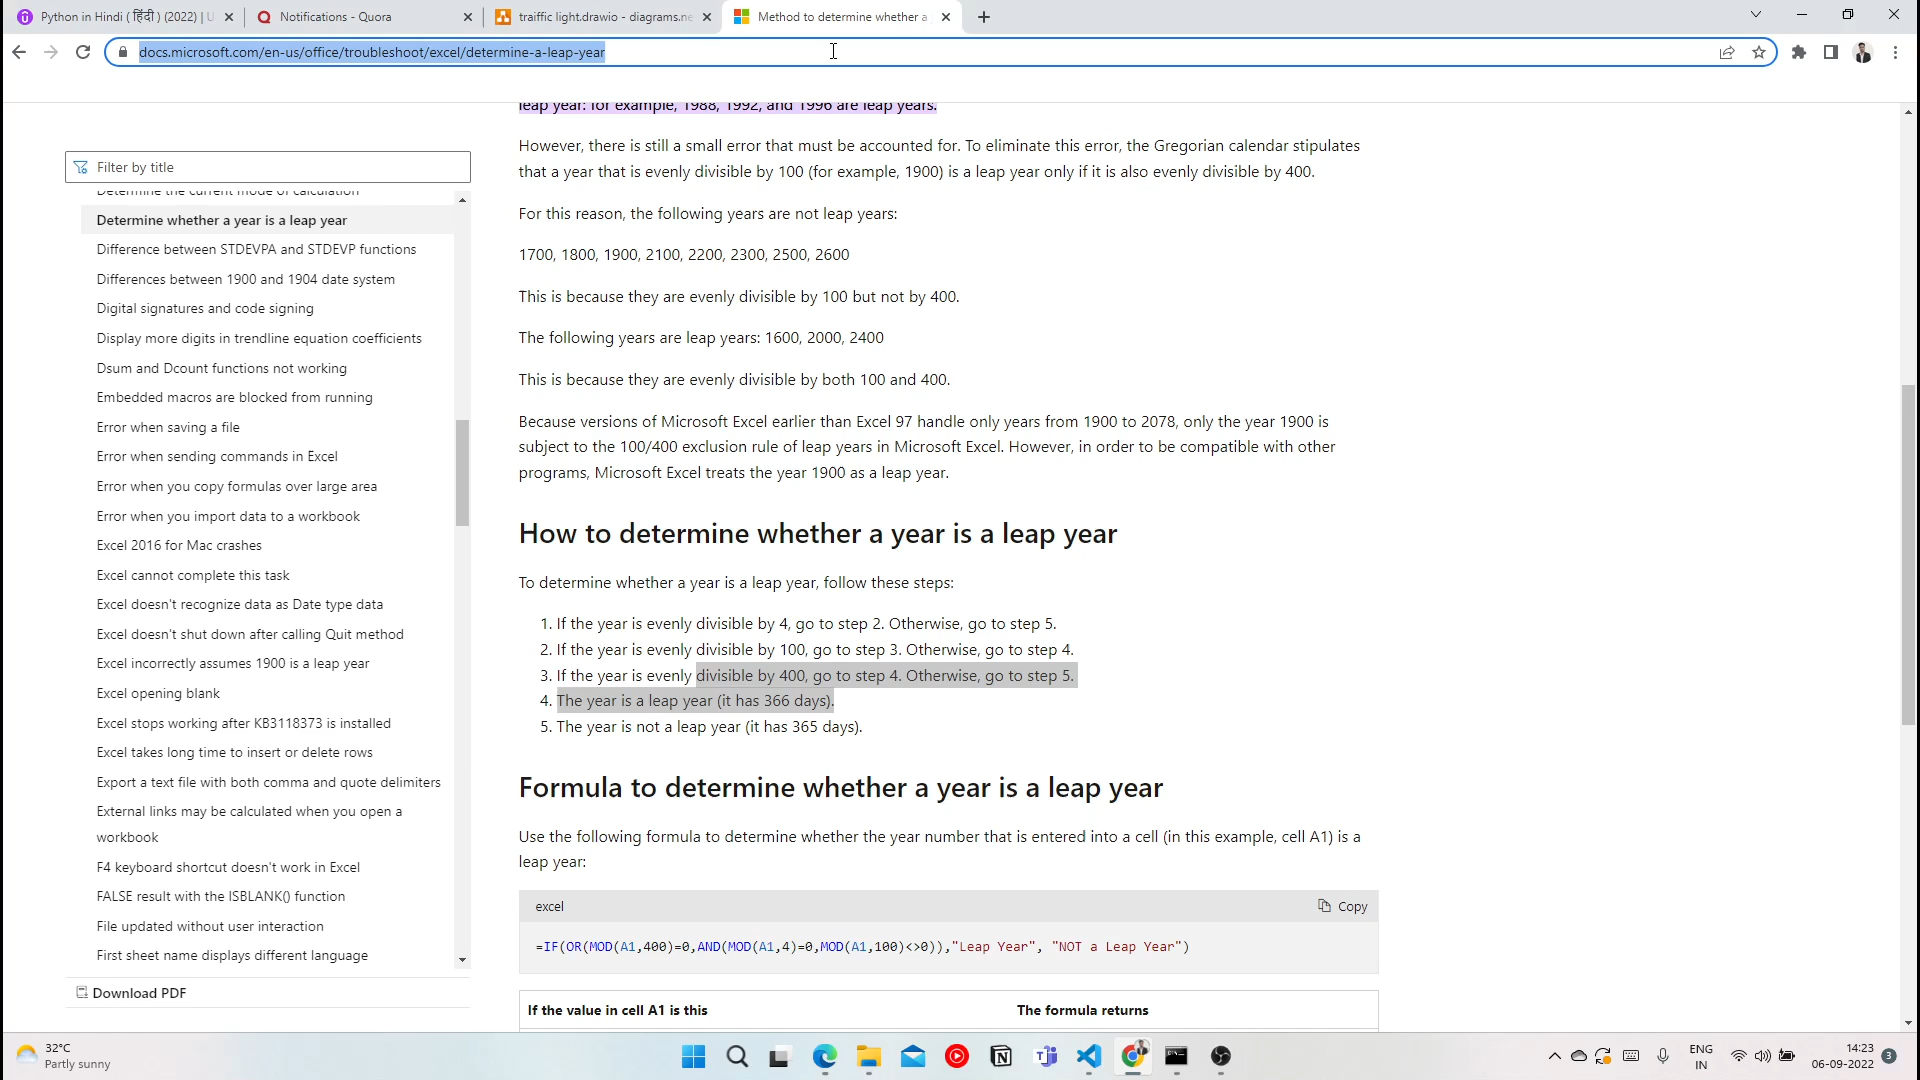 Python in Hindi ( हिंदी ) (2022) | U
Notifications - Quora
traiffic light.drawio - diagrams.ne
Method to determine whether a
docs.microsoft.com/en-us/office/troubleshoot/excel/determine-a-leap-year
leap year: for example, 1988, 1992, and 1996 are leap years.
However, there is still a small error that must be accounted for. To eliminate this error, the Gregorian calendar stipulates
that a year that is evenly divisible by 100 (for example, 1900) is a leap year only if it is also evenly divisible by 400.
For this reason, the following years are not leap years:
1700, 1800, 1900, 2100, 2200, 2300, 2500, 2600
This is because they are evenly divisible by 100 but not by 400.
The following years are leap years: 1600, 2000, 2400
This is because they are evenly divisible by both 100 and 400.
Because versions of Microsoft Excel earlier than Excel 97 handle only years from 1900 to 2078, only the year 1900 is
subject to the 100/400 exclusion rule of leap years in Microsoft Excel. However, in order to be compatible with other
programs, Microsoft Excel treats the year 1900 as a leap year.
How to determine whether a year is a leap year
To determine whether a year is a leap year, follow these steps:
1. If the year is evenly divisible by 4, go to step 2. Otherwise, go to step 5.
2. If the year is evenly divisible by 100, go to step 3. Otherwise, go to step 4.
3. If the year is evenly divisible by 400, go to step 4. Otherwise, go to step 5.
4. The year is a leap year (it has 366 days).
5. The year is not a leap year (it has 365 days).
Formula to determine whether a year is a leap year
Use the following formula to determine whether the year number that is entered into a cell (in this example, cell A1) is a
leap year:
excel
Copy
=IF(OR(MOD(A1,400)=0,AND(MOD(A1,4)=0,MOD(A1,100)<>0)),"Leap Year", "NOT a Leap Year")
If the value in cell A1 is this
The formula returns
Filter by title
Determine the current mode of calculation
Determine whether a year is a leap year
Difference between STDEVPA and STDEVP functions
Differences between 1900 and 1904 date system
Digital signatures and code signing
Display more digits in trendline equation coefficients
Dsum and Dcount functions not working
Embedded macros are blocked from running
Error when saving a file
Error when sending commands in Excel
Error when you copy formulas over large area
Error when you import data to a workbook
Excel 2016 for Mac crashes
Excel cannot complete this task
Excel doesn't recognize data as Date type data
Excel doesn't shut down after calling Quit method
Excel incorrectly assumes 1900 is a leap year
Excel opening blank
Excel stops working after KB3118373 is installed
Excel takes long time to insert or delete rows
Export a text file with both comma and quote delimiters
External links may be calculated when you open a
workbook
F4 keyboard shortcut doesn't work in Excel
FALSE result with the ISBLANK() function
File updated without user interaction
First sheet name displays different language
Download PDF
32°C
Partly sunny
ENG
IN
14:23
06-09-2022
3